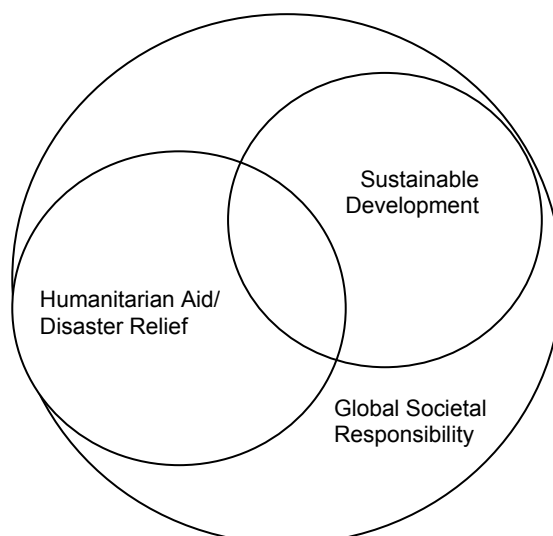 Sustainable
Development
Humanitarian Aid/
Disaster Relief
Global Societal
Responsibility